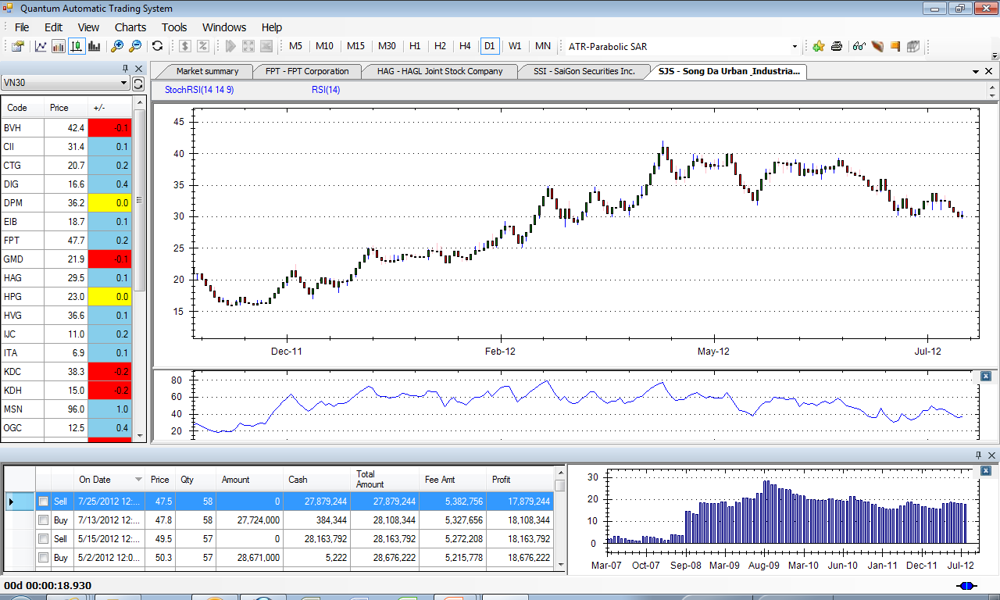 Quantum Automatic Trading System
File Edit View Charts Tools Windows Help
$ % M5 M10 M15 M30 H1 H2 H4 D1 W1 MN ATR-Parabolic SAR
VN30
Code Price +/-
BVH 42.4 -0.1
CII 31.4 0.1
CTG 20.7 0.2
DIG 16.6 0.4
DPM 36.2 0.0
EIB 18.7 0.1
FPT 47.7 0.2
GMD 21.9 -0.1
HAG 29.5 0.1
HPG 23.0 0.0
HVG 36.6 0.1
IJC 11.0 0.2
ITA 6.9 0.1
KDC 38.3 -0.2
KDH 15.0 -0.2
MSN 96.0 1.0
OGC 12.5 0.4
Market summary FPT - FPT Corporation HAG - HAGL Joint Stock Company SSI - SaiGon Securities Inc. SJS - Song Da Urban _Industria...
StochRSI(14 14 9) RSI(14)
45
40
35
30
25
20
15
Dec-11 Feb-12 May-12 Jul-12
80
60
40
20
On Date Price Qty Amount Cash Total Amount Fee Amt Profit
Sell 7/25/2012 12:... 47.5 58 0 27,879,244 27,879,244 5,382,756 17,879,244
Buy 7/13/2012 12:... 47.8 58 27,724,000 384,344 28,108,344 5,327,656 18,108,344
Sell 5/15/2012 12:... 49.5 57 0 28,163,792 28,163,792 5,272,208 18,163,792
Buy 5/2/2012 12:0... 50.3 57 28,671,000 5,222 28,676,222 5,215,778 18,676,222
30
20
10
0
Mar-07 Oct-07 Sep-08 Mar-09 Aug-09 Mar-10 Jun-10 Jan-11 Dec-11 Jul-12
00d 00:00:18.930